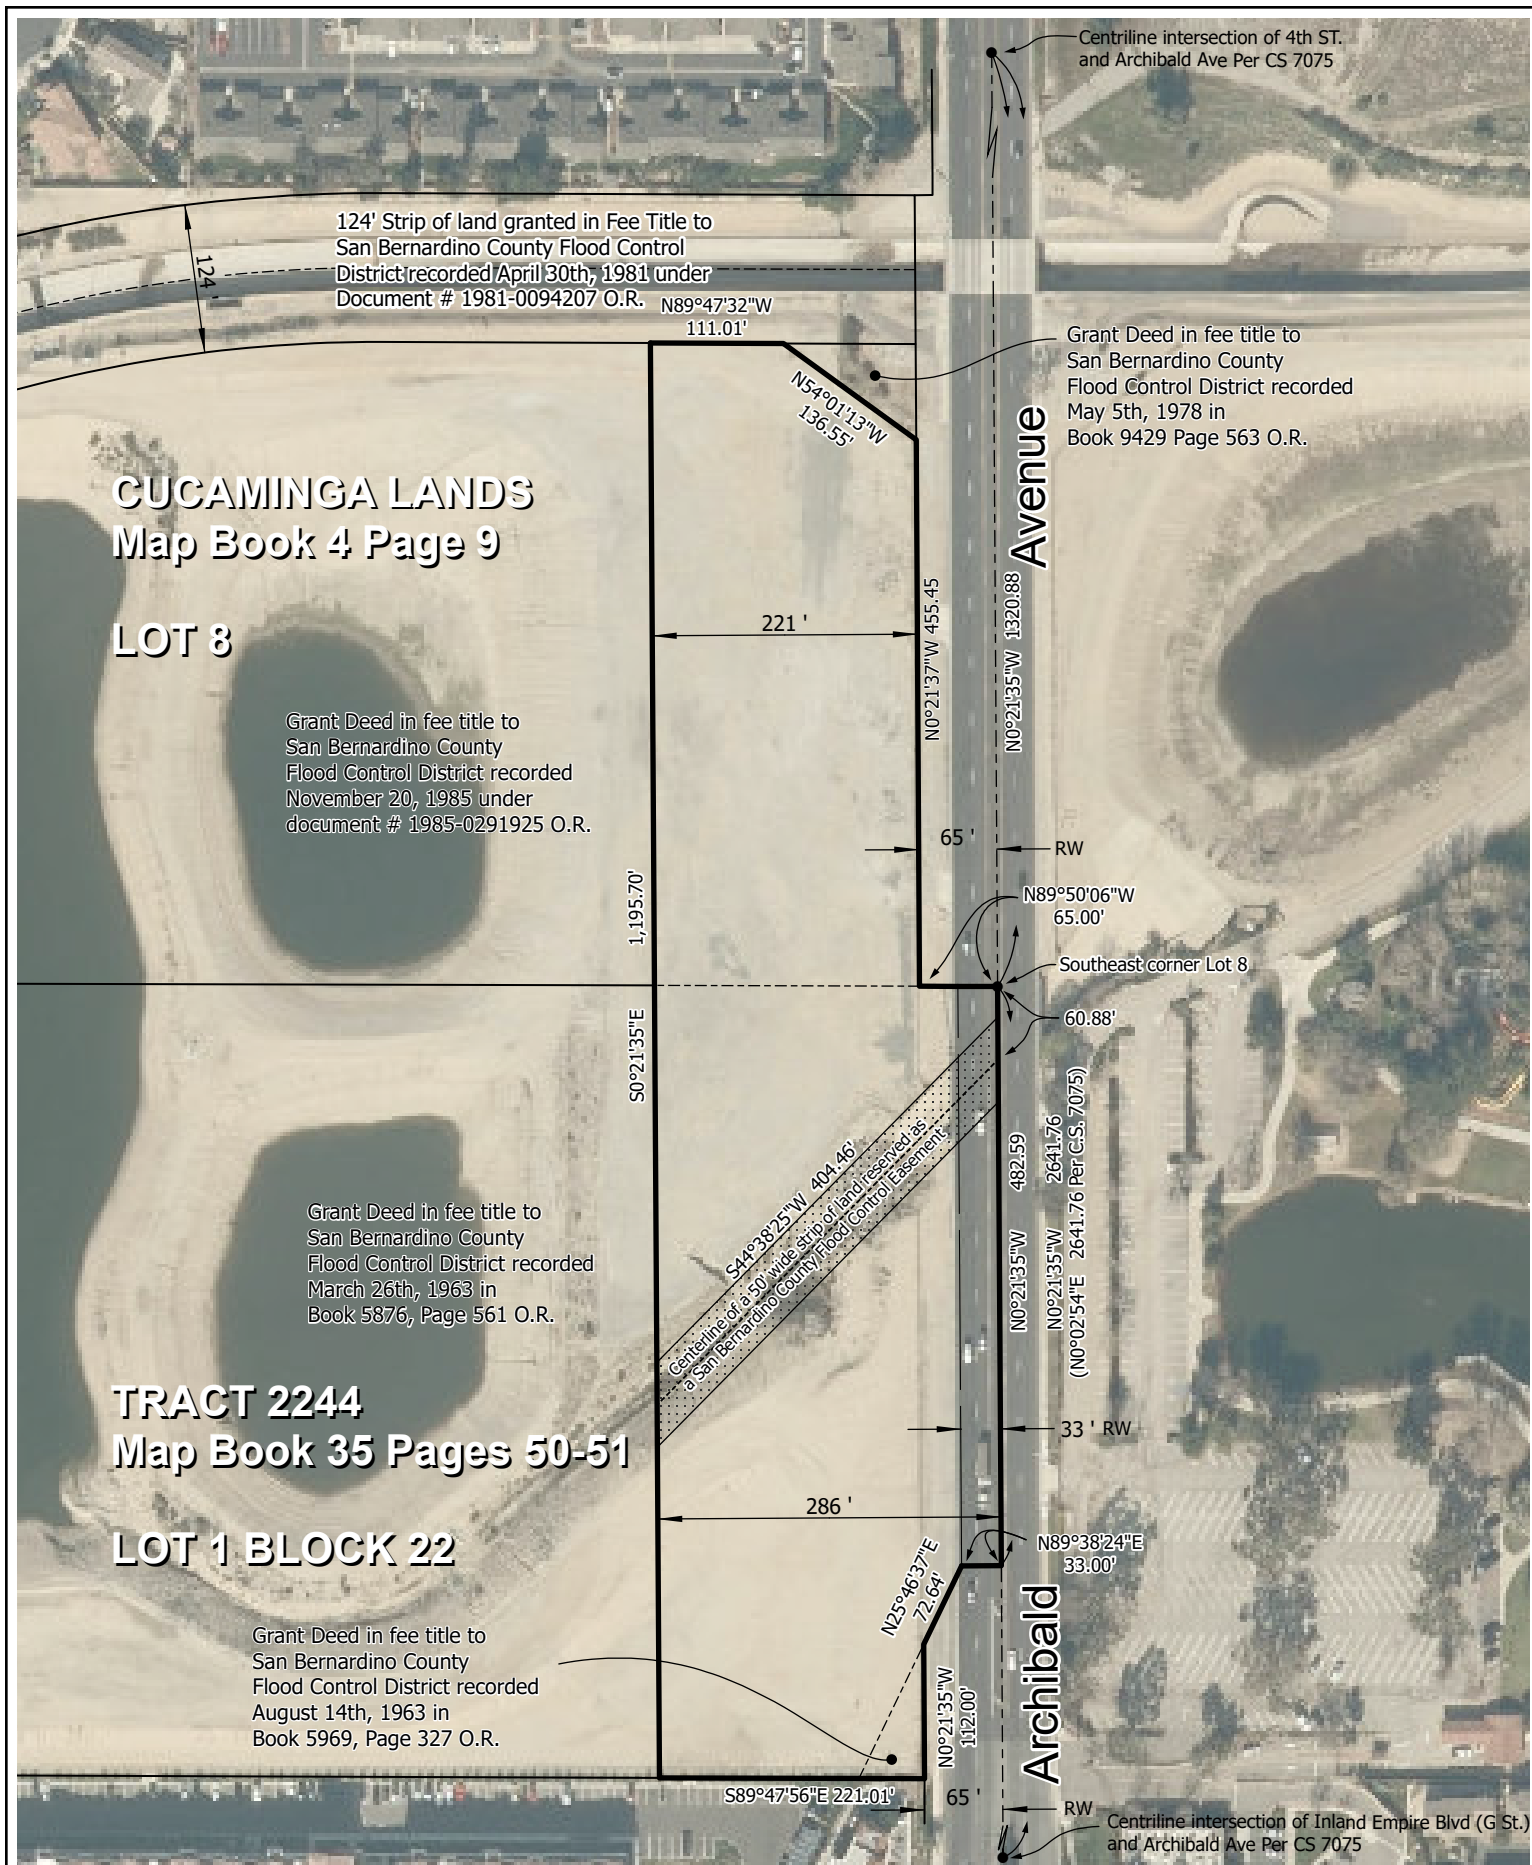 Centriline intersection of 4th ST.
and Archibald Ave Per CS 7075
124' Strip of land granted in Fee Title to
San Bernardino County Flood Control
District recorded April 30th, 1981 under
Document # 1981-0094207 O.R.
124 '
N89°47'32"W
111.01'
N54°01'13"W
136.55'
Grant Deed in fee title to
San Bernardino County
Flood Control District recorded
May 5th, 1978 in
Book 9429 Page 563 O.R.
Avenue
CUCAMINGA LANDS
Map Book 4 Page 9
LOT 8
221 '
N0°21'37"W 455.45
N0°21'35"W 1320.88
Grant Deed in fee title to
San Bernardino County
Flood Control District recorded
November 20, 1985 under
document # 1985-0291925 O.R.
65 '
RW
N89°50'06"W
65.00'
Southeast corner Lot 8
60.88'
S0°21'35"E 1,195.70'
S44°38'25"W 404.46'
Centerline of a 50' wide strip of land reserved as
a San Bernardino County Flood Control Easement
N0°21'35"W 482.59
N0°21'35"W 2641.76
(N0°02'54"E 2641.76 Per C.S. 7075)
Grant Deed in fee title to
San Bernardino County
Flood Control District recorded
March 26th, 1963 in
Book 5876, Page 561 O.R.
TRACT 2244
Map Book 35 Pages 50-51
LOT 1 BLOCK 22
33 ' RW
286 '
N89°38'24"E
33.00'
N25°46'37"E
72.64'
Archibald
Grant Deed in fee title to
San Bernardino County
Flood Control District recorded
August 14th, 1963 in
Book 5969, Page 327 O.R.
N0°21'35"W
112.00'
S89°47'56"E 221.01'
65 '
RW
Centriline intersection of Inland Empire Blvd (G St.)
and Archibald Ave Per CS 7075